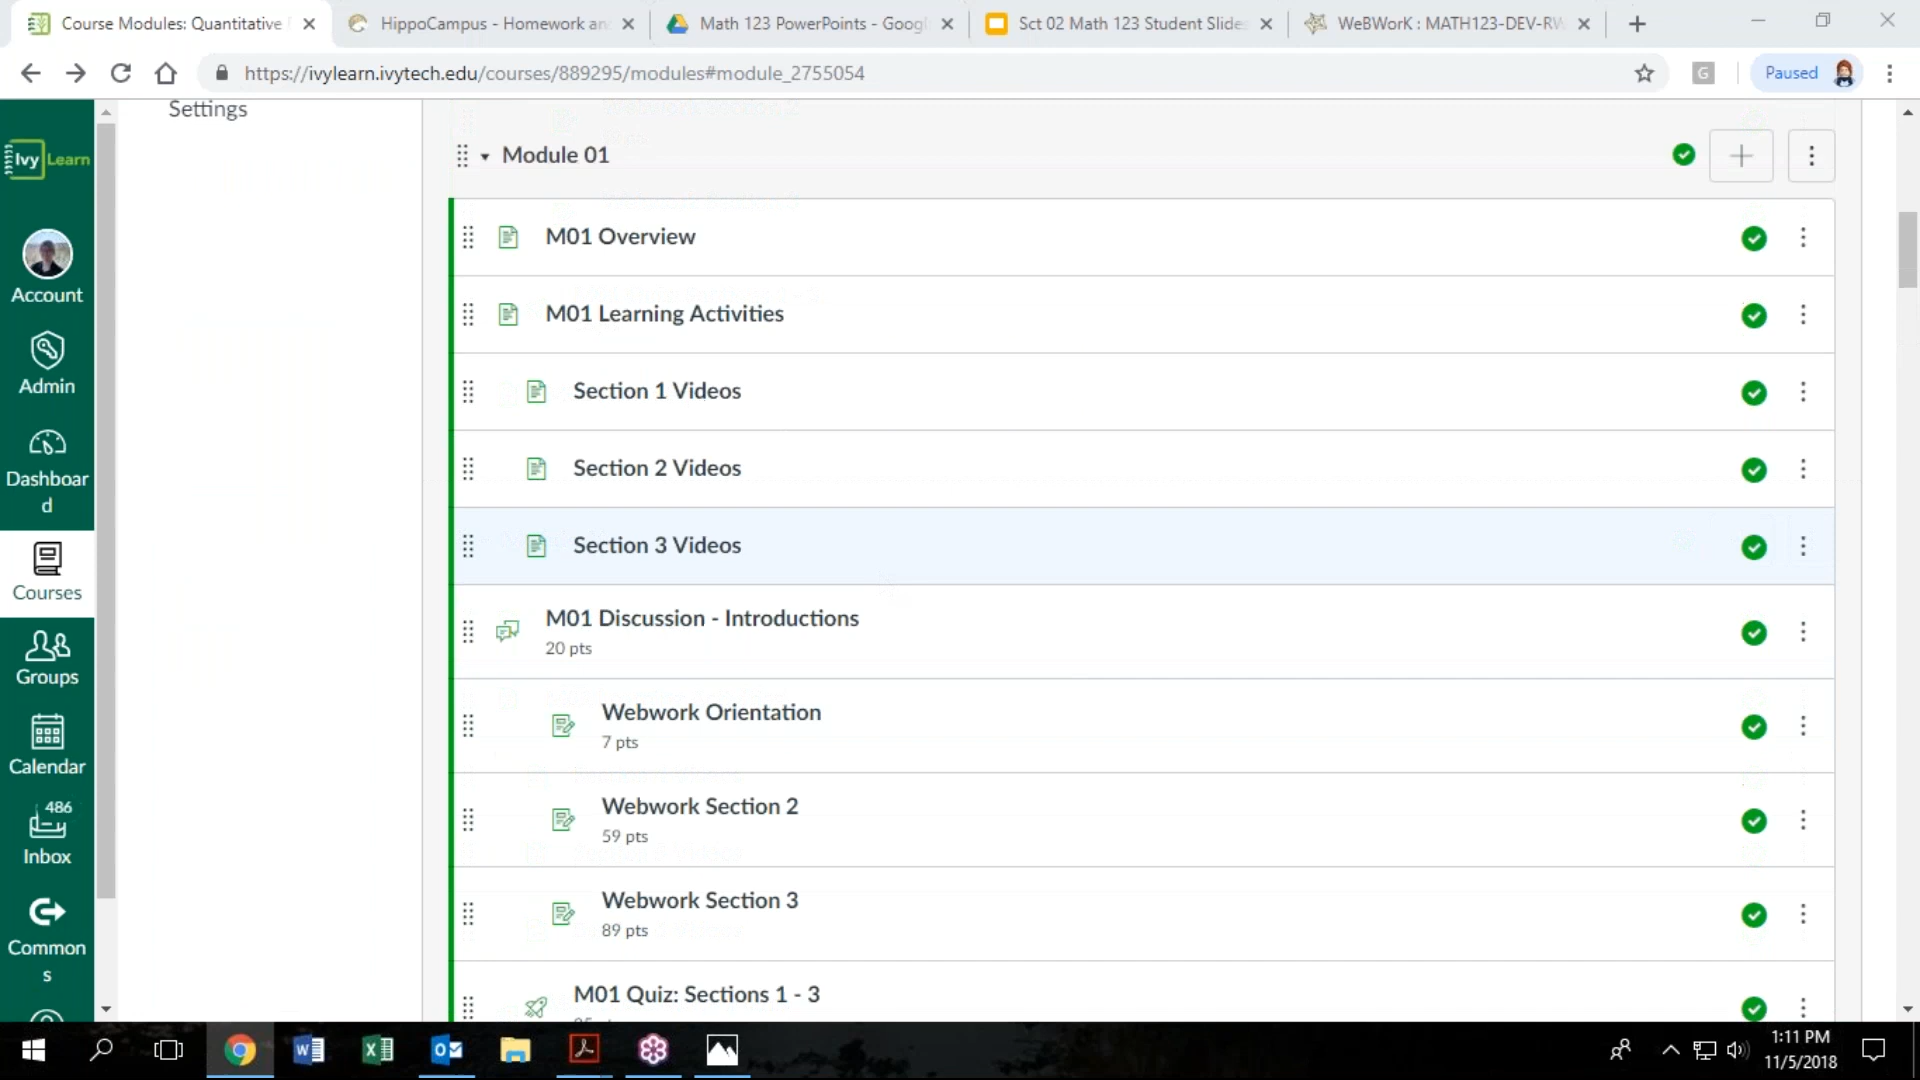 Course Modules: Quantitative
HippoCampus - Homework an
Math 123 PowerPoints - Googl
Sct 02 Math 123 Student Slides
WeBWorK : MATH123-DEV-RW
https://ivylearn.ivytech.edu/courses/889295/modules#module_2755054
G
Paused
Settings
Ivy Learn
Account
Admin
Dashboar
d
Courses
Groups
Calendar
486
Inbox
Common
s
Module 01
M01 Overview
M01 Learning Activities
Section 1 Videos
Section 2 Videos
Section 3 Videos
M01 Discussion - Introductions
20 pts
Webwork Orientation
7 pts
Webwork Section 2
59 pts
Webwork Section 3
89 pts
M01 Quiz: Sections 1 - 3
1:11 PM
11/5/2018